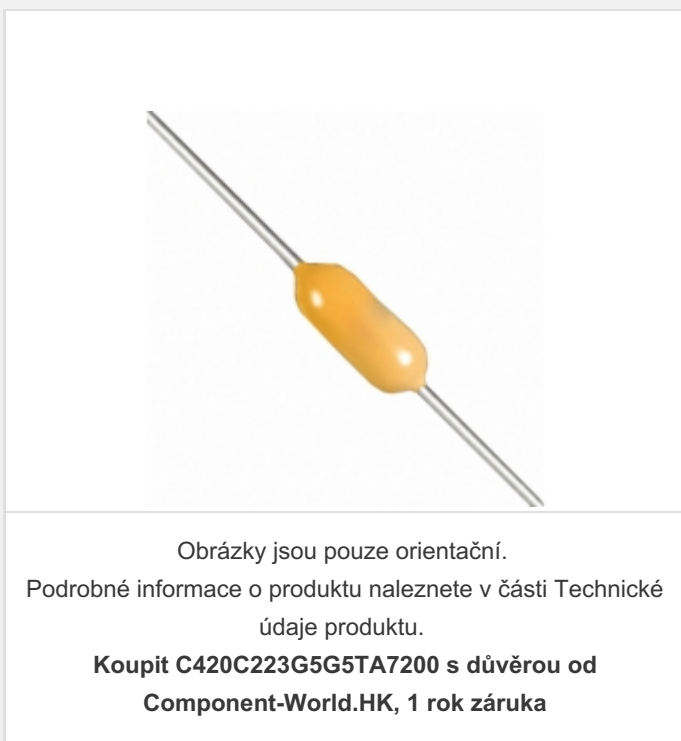 Obrázky jsou pouze orientační.
Podrobné informace o produktu naleznete v části Technické
údaje produktu.
Koupit C420C223G5G5TA7200 s důvěrou od
Component-World.HK, 1 rok záruka